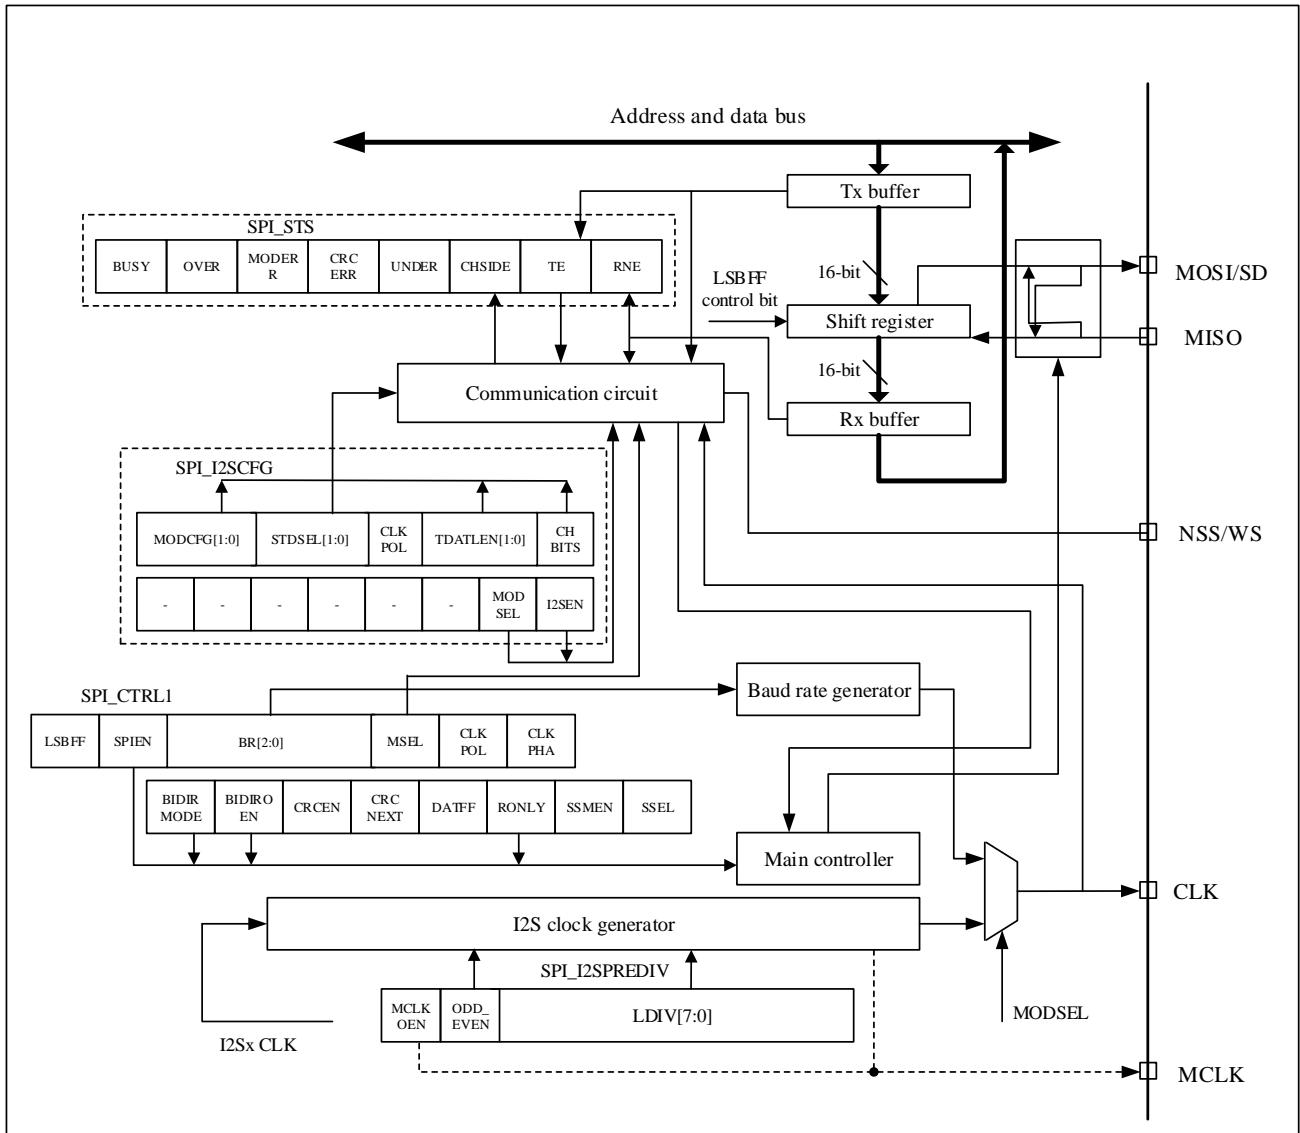 Address and data bus
Tx buffer
SPI_STS
BUSY
OVER
MODER
R
CRC
ERR
UNDER
CHSIDE
TE
RNE
16-bit
LSBFF
control bit
Shift register
MOSI/SD
MISO
16-bit
Communication circuit
Rx buffer
SPI_I2SCFG
MODCFG[1:0]
STDSEL[1:0]
CLK
POL
TDATLEN[1:0]
CH
BITS
NSS/WS
-
-
-
-
-
-
MOD
SEL
I2SEN
SPI_CTRL1
Baud rate generator
LSBFF
SPIEN
BR[2:0]
MSEL
CLK
POL
CLK
PHA
BIDIR
MODE
BIDIRO
EN
CRCEN
CRC
NEXT
DATFF
RONLY
SSMEN
SSEL
Main controller
CLK
I2S clock generator
SPI_I2SPREDIV
MCLK
OEN
ODD_
EVEN
LDIV[7:0]
MODSEL
I2Sx CLK
MCLK